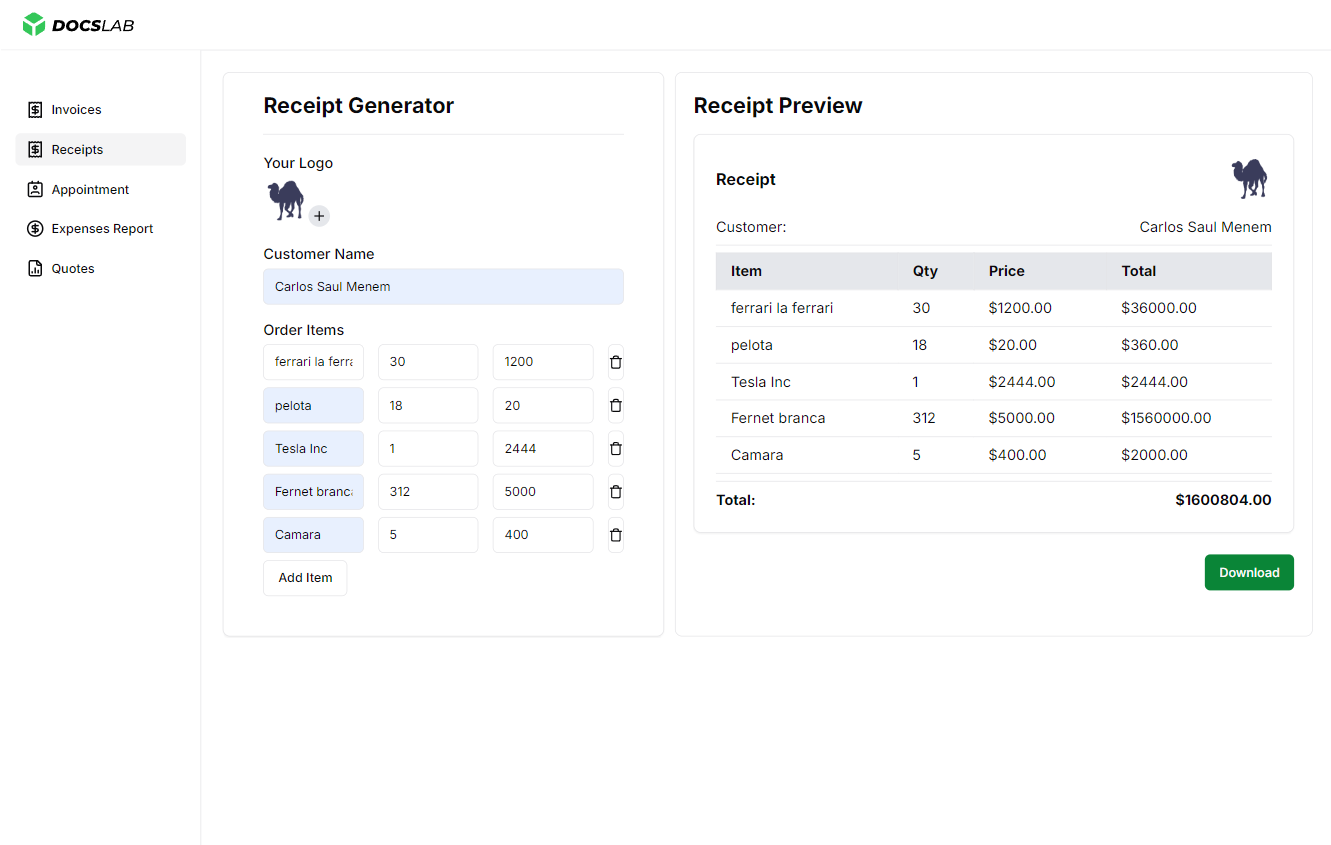 DOCSLAB
Invoices
Receipts
Appointment
Expenses Report
Quotes
Receipt Generator
Your Logo
Customer Name
Carlos Saul Menem
Order Items
ferrari la ferra 30 1200
pelota 18 20
Tesla Inc 1 2444
Fernet branca 312 5000
Camara 5 400
Add Item
Receipt Preview
Receipt
Customer: Carlos Saul Menem
Item Qty Price Total
ferrari la ferrari 30 $1200.00 $36000.00
pelota 18 $20.00 $360.00
Tesla Inc 1 $2444.00 $2444.00
Fernet branca 312 $5000.00 $1560000.00
Camara 5 $400.00 $2000.00
Total: $1600804.00
Download